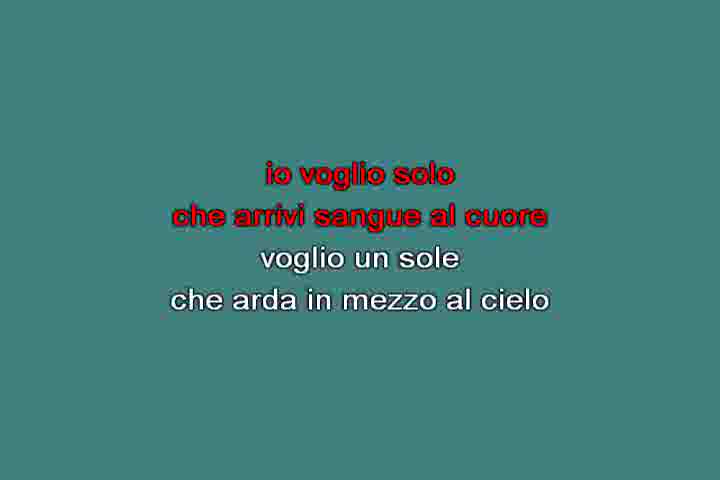 io voglio solo
che arrivi sangue al cuore
voglio un sole
che arda in mezzo al cielo